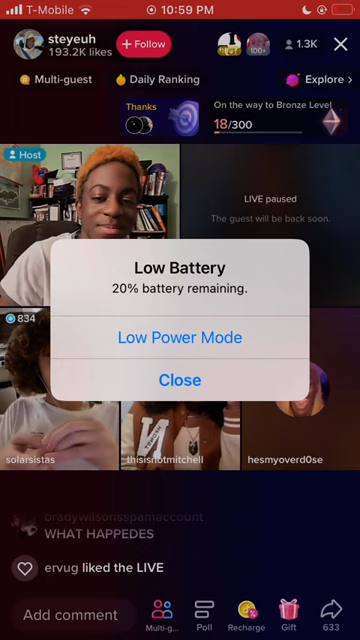 T-Mobile 10:59 PM
steyeuh
193.2K likes
+ Follow
100+
1.3K
Multi-guest
Daily Ranking
Explore >
Thanks
On the way to Bronze Level
18/300
Host
LIVE paused
The guest will be back soon.
Low Battery
20% battery remaining.
Low Power Mode
Close
834
solarsistas
thisisnotmitchell
hesmyoverd0se
bradywilsonsspamaccount
WHAT HAPPEDES
ervug liked the LIVE
Add comment
Multi-g...
Poll
Recharge
Gift
633